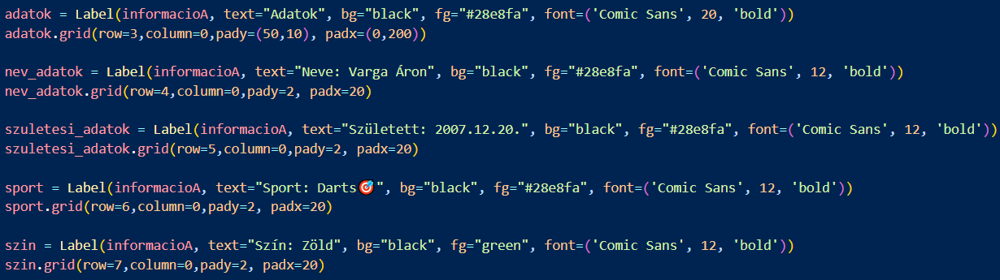 adatok = Label(informacioA, text="Adatok", bg="black", fg="#28e8fa", font=('Comic Sans', 20, 'bold'))
adatok.grid(row=3,column=0,pady=(50,10), padx=(0,200))
nev_adatok = Label(informacioA, text="Neve: Varga Áron", bg="black", fg="#28e8fa", font=('Comic Sans', 12, 'bold'))
nev_adatok.grid(row=4,column=0,pady=2, padx=20)
szuletesi_adatok = Label(informacioA, text="Született: 2007.12.20.", bg="black", fg="#28e8fa", font=('Comic Sans', 12, 'bold'))
szuletesi_adatok.grid(row=5,column=0,pady=2, padx=20)
sport = Label(informacioA, text="Sport: Darts🎯", bg="black", fg="#28e8fa", font=('Comic Sans', 12, 'bold'))
sport.grid(row=6,column=0,pady=2, padx=20)
szin = Label(informacioA, text="Szín: Zöld", bg="black", fg="green", font=('Comic Sans', 12, 'bold'))
szin.grid(row=7,column=0,pady=2, padx=20)